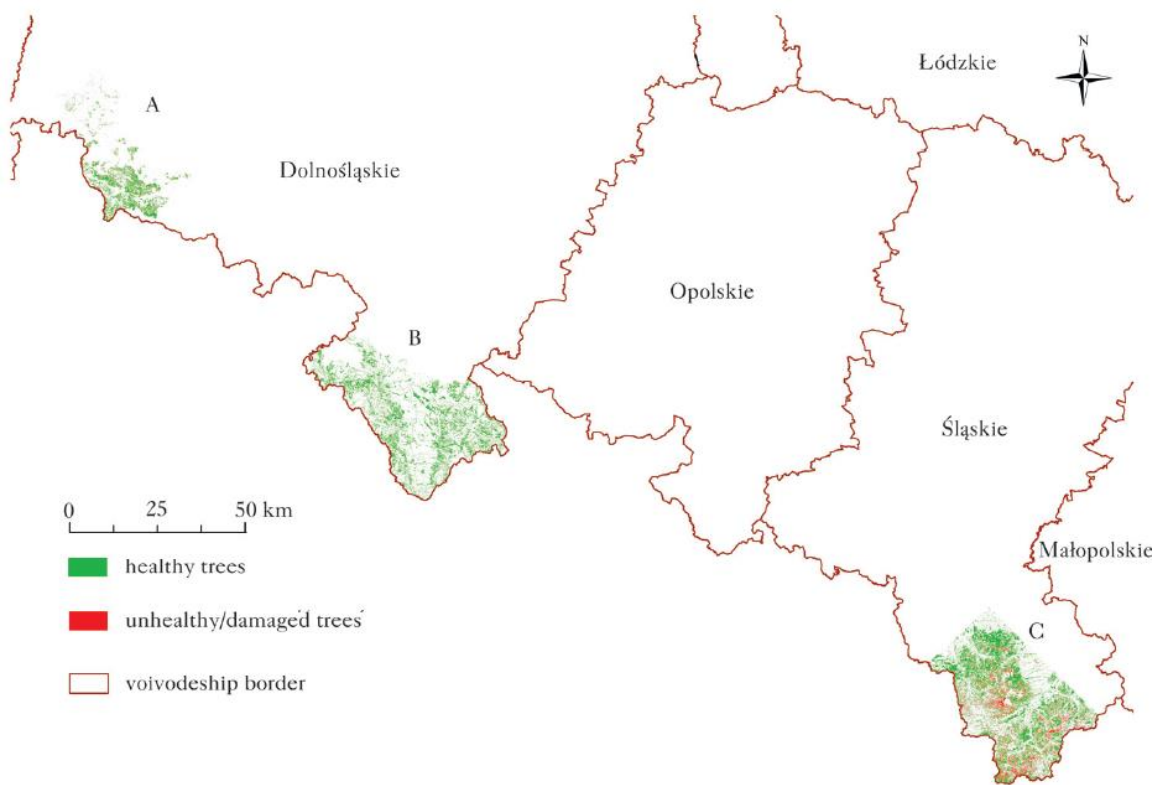 N
Łódzkie
A
Dolnośląskie
Opolskie
B
Śląskie
0 25 50 km
Małopolskie
healthy trees
unhealthy/damaged trees
C
voivodeship border